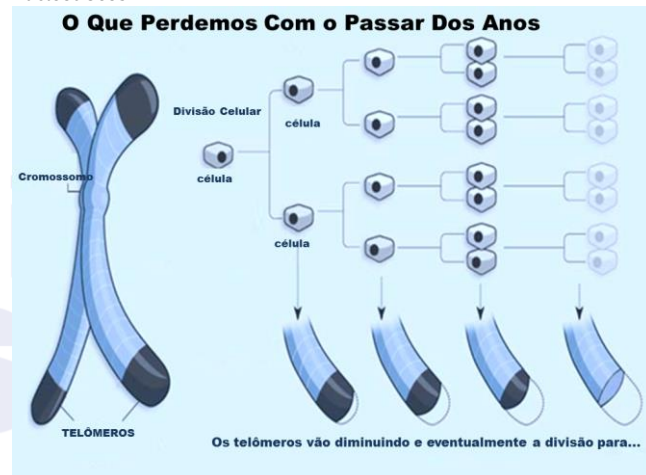 O Que Perdemos Com o Passar Dos Anos
Divisão Celular
célula
célula
Cromossomo
célula
TELÔMEROS
Os telômeros vão diminuindo e eventualmente a divisão para...